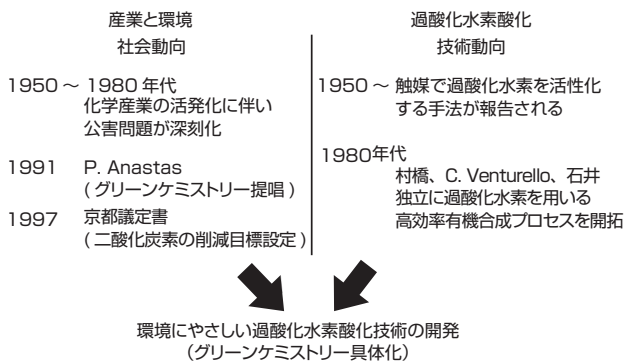 産業と環境
社会動向
1950 ～ 1980 年代
化学産業の活発化に伴い
公害問題が深刻化
1991 P. Anastas
( グリーンケミストリー提唱 )
1997 京都議定書
( 二酸化炭素の削減目標設定 )
過酸化水素酸化
技術動向
1950 ～ 触媒で過酸化水素を活性化
する手法が報告される
1980年代
村橋、C. Venturello、石井
独立に過酸化水素を用いる
高効率有機合成プロセスを開拓
環境にやさしい過酸化水素酸化技術の開発
（グリーンケミストリー具体化）